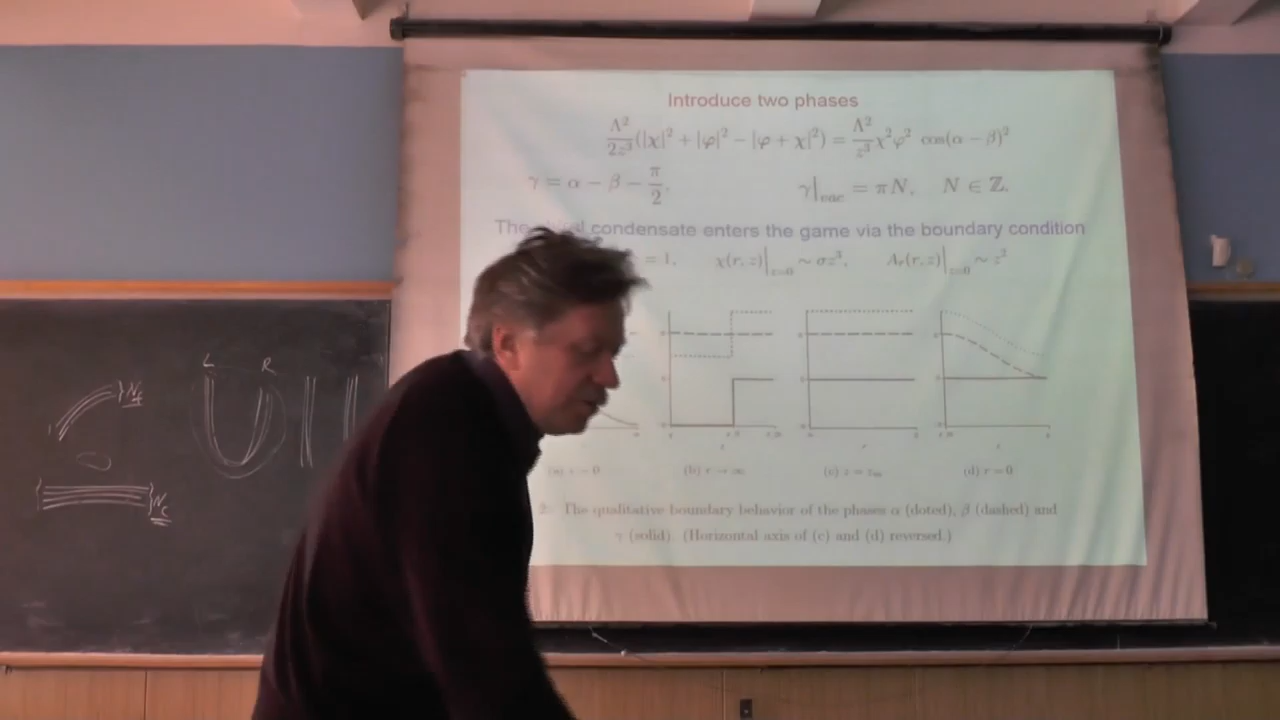 Introduce two phases
Λ²/2z³(|χ|² + |φ|² − |φ + χ|²) = Λ²/z³ χ²φ² cos(α − β)²
γ = α − β − π/2, γ|vac = πN, N ∈ ℤ.
The condensate enters the game via the boundary condition
= 1, χ(r, z)|z=0 ∼ σz³, Ar(r, z)|z=0 ∼ z²
(b) r → ∞ (c) z = zm (d) r = 0
The qualitative boundary behavior of the phases α (doted), β (dashed) and
γ (solid). (Horizontal axis of (c) and (d) reversed.)
L R
Nf
Nc